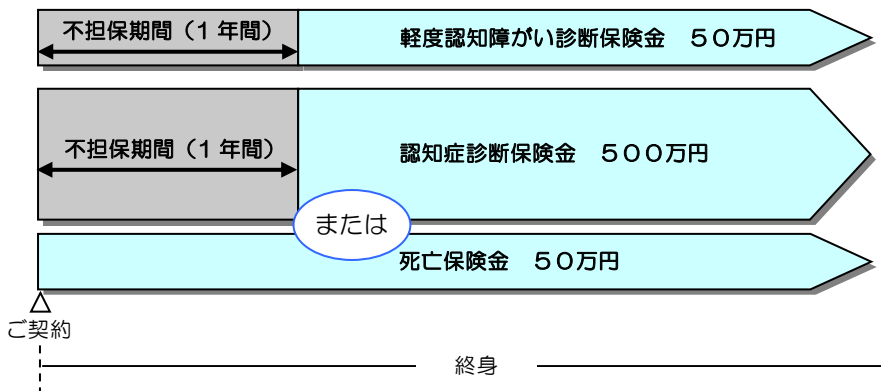 不担保期間（1年間）
軽度認知障がい診断保険金　５０万円
不担保期間（1年間）
認知症診断保険金　５００万円
または
死亡保険金　５０万円
ご契約
終身